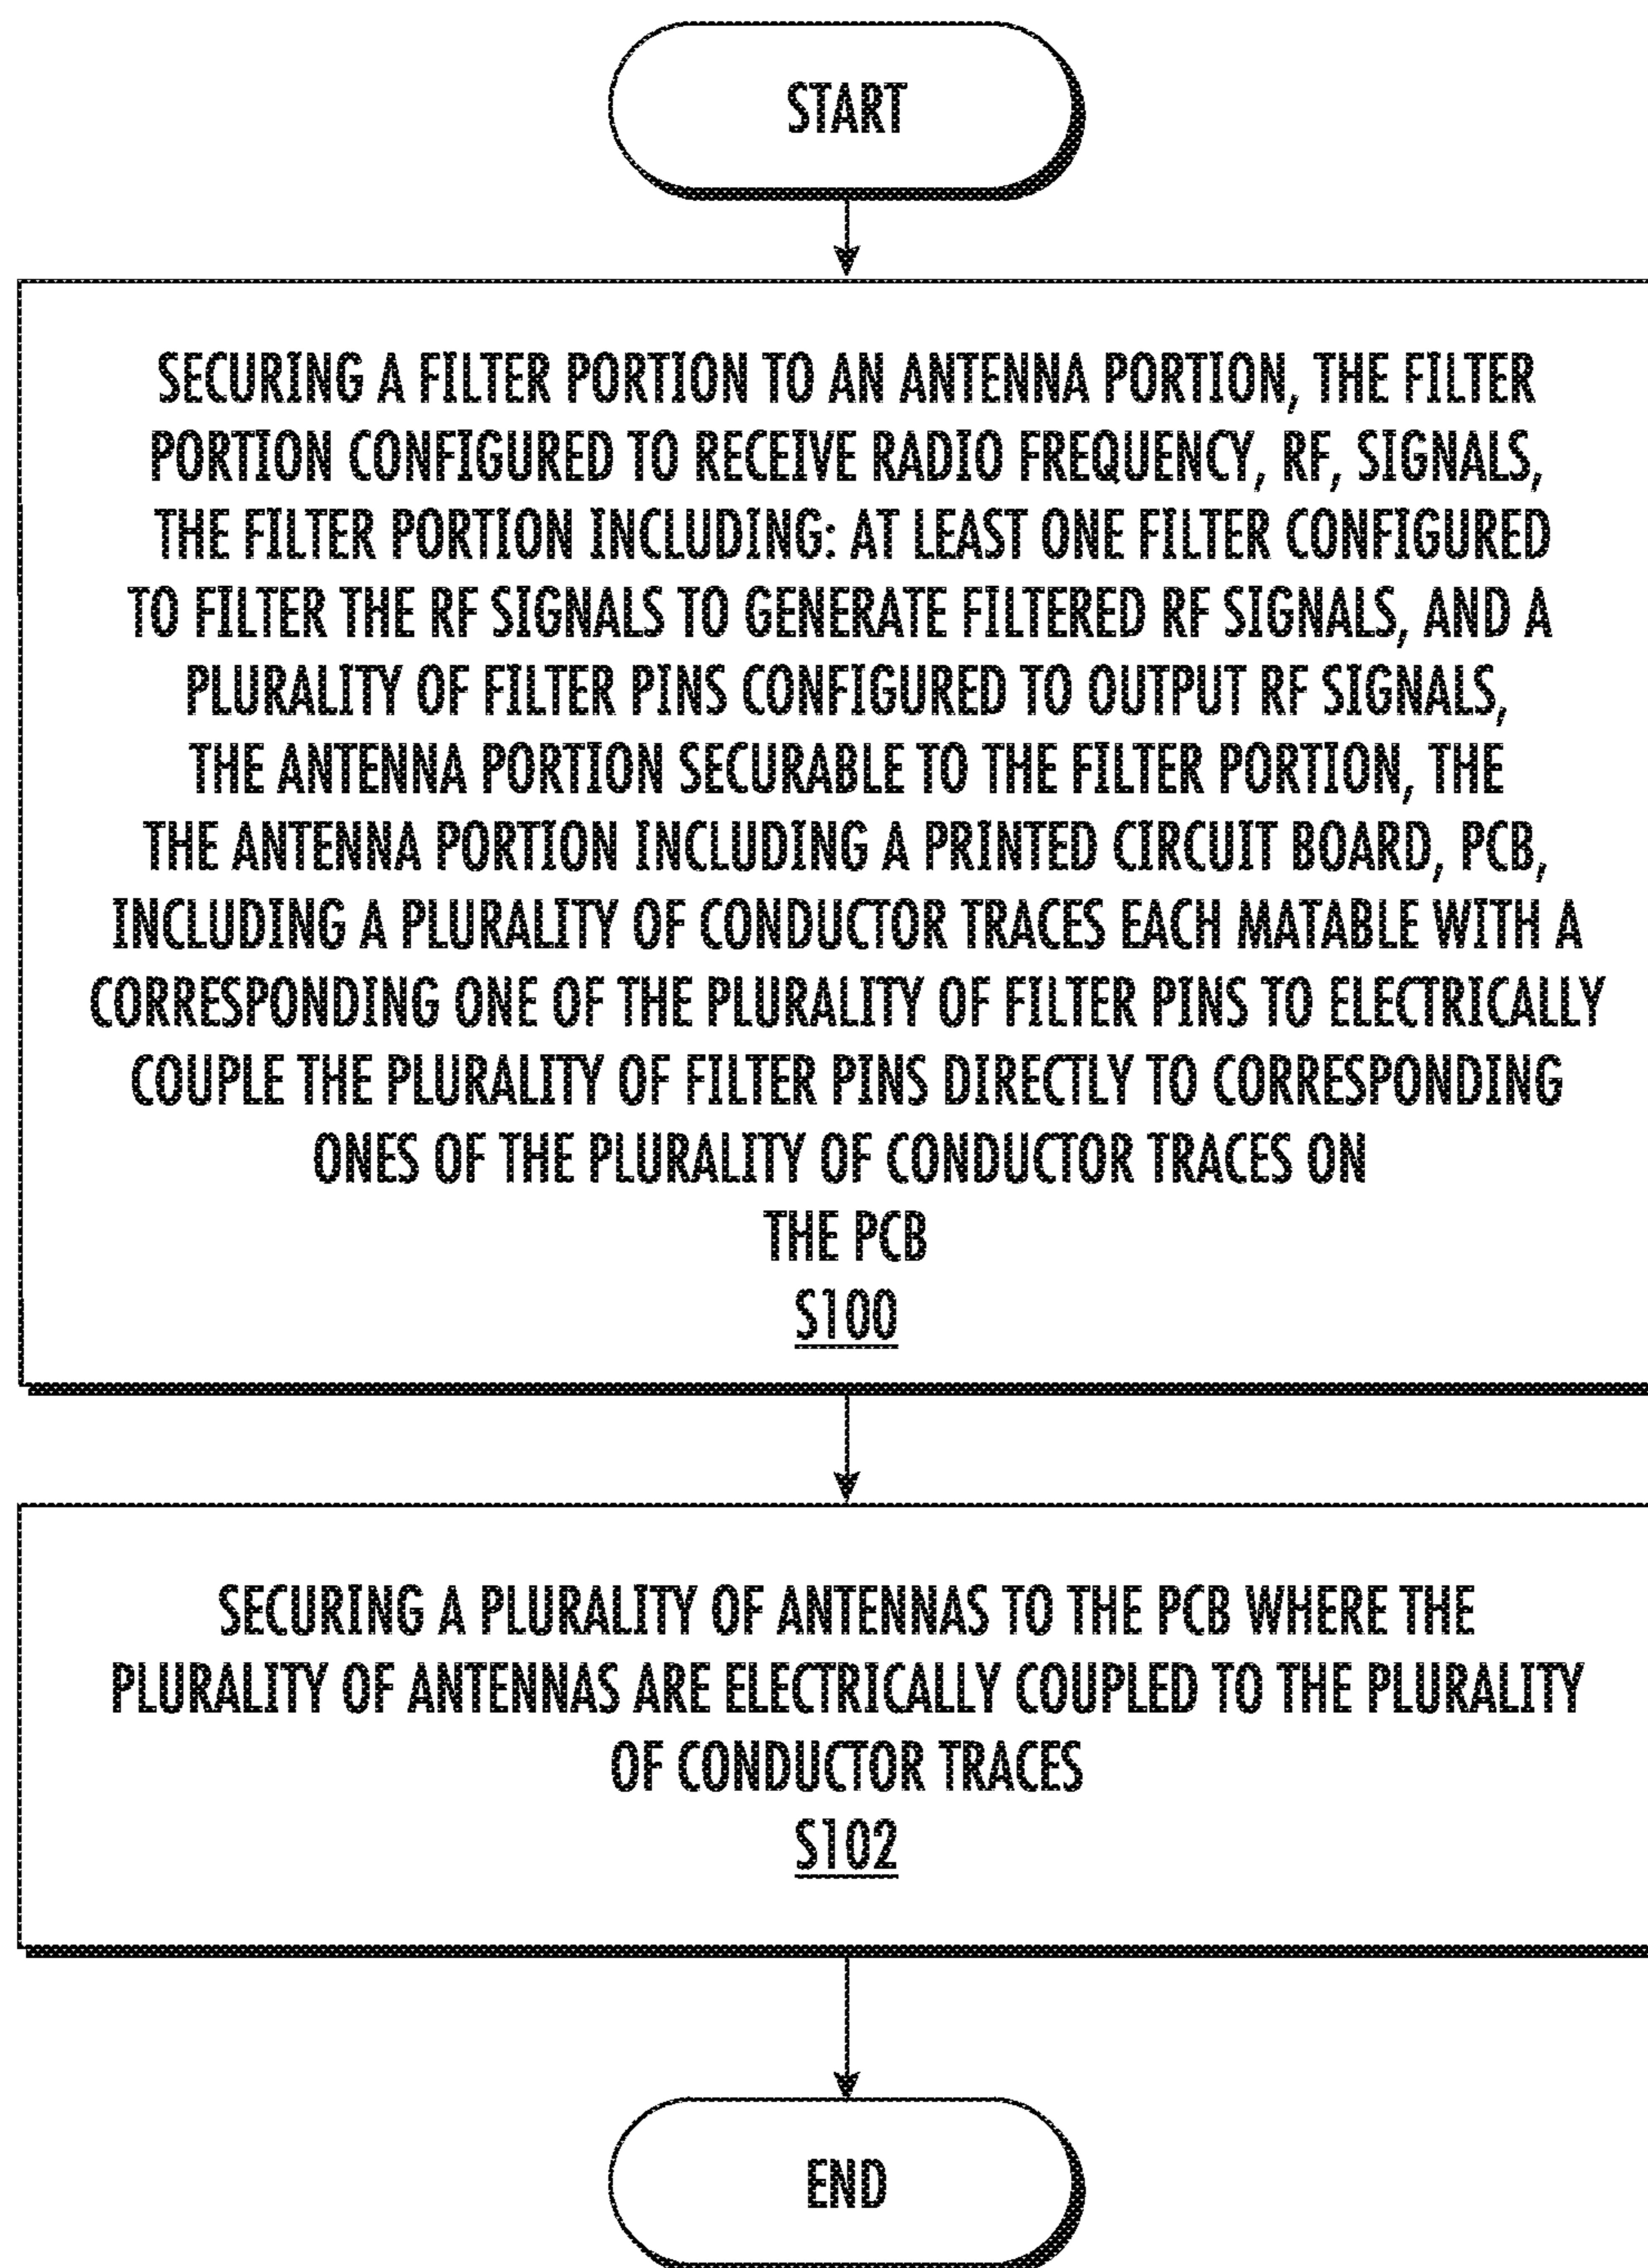 START
SECURING A FILTER PORTION TO AN ANTENNA PORTION, THE FILTER
PORTION CONFIGURED TO RECEIVE RADIO FREQUENCY, RF, SIGNALS,
THE FILTER PORTION INCLUDING: AT LEAST ONE FILTER CONFIGURED
TO FILTER THE RF SIGNALS TO GENERATE FILTERED RF SIGNALS, AND A
PLURALITY OF FILTER PINS CONFIGURED TO OUTPUT RF SIGNALS,
THE ANTENNA PORTION SECURABLE TO THE FILTER PORTION, THE
THE ANTENNA PORTION INCLUDING A PRINTED CIRCUIT BOARD, PCB,
INCLUDING A PLURALITY OF CONDUCTOR TRACES EACH MATABLE WITH A
CORRESPONDING ONE OF THE PLURALITY OF FILTER PINS TO ELECTRICALLY
COUPLE THE PLURALITY OF FILTER PINS DIRECTLY TO CORRESPONDING
ONES OF THE PLURALITY OF CONDUCTOR TRACES ON
THE PCB
S100
SECURING A PLURALITY OF ANTENNAS TO THE PCB WHERE THE
PLURALITY OF ANTENNAS ARE ELECTRICALLY COUPLED TO THE PLURALITY
OF CONDUCTOR TRACES
S102
END